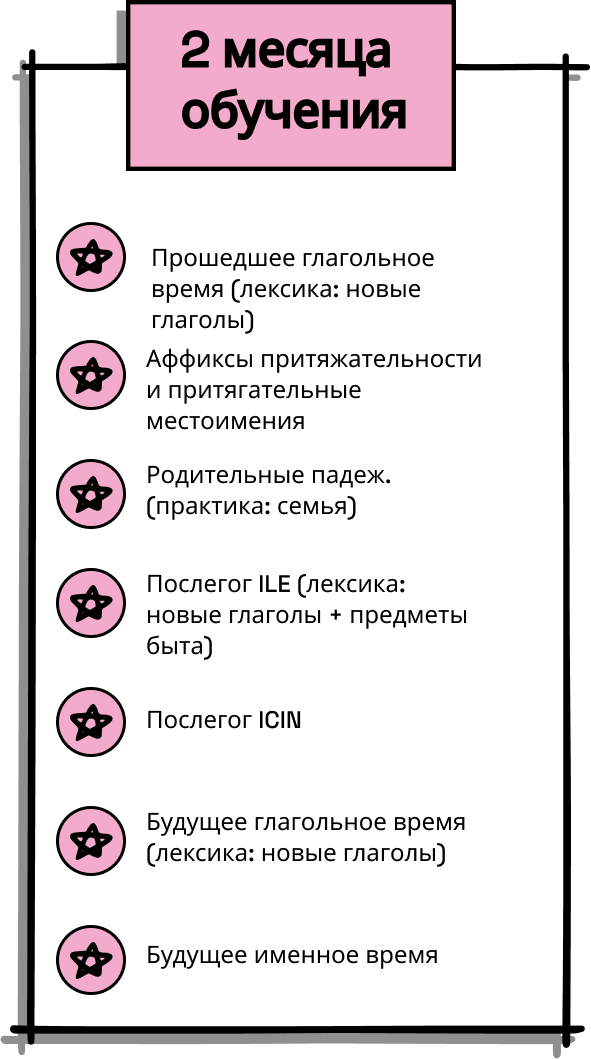 2 месяца
обучения
Прошедшее глагольное
время (лексика: новые
глаголы)
Аффиксы притяжательности
и притягательные
местоимения
Родительные падеж.
(практика: семья)
Послегог ILE (лексика:
новые глаголы + предметы
быта)
Послегог ICIN
Будущее глагольное время
(лексика: новые глаголы)
Будущее именное время